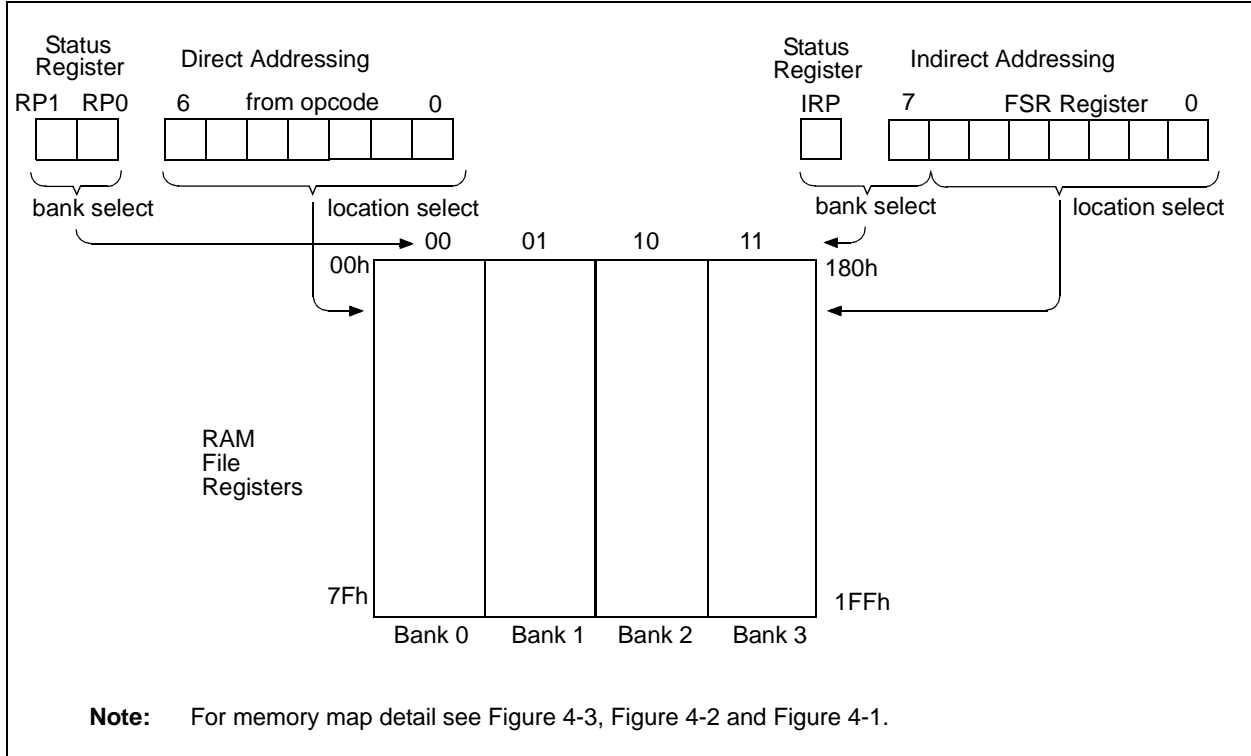 Status
Register
Direct Addressing
Status
Register
Indirect Addressing
RP1 RP0
6 from opcode 0
IRP
7 FSR Register 0
bank select
location select
bank select
location select
00 01 10 11
00h
180h
RAM
File
Registers
7Fh
1FFh
Bank 0 Bank 1 Bank 2 Bank 3
Note: For memory map detail see Figure 4-3, Figure 4-2 and Figure 4-1.